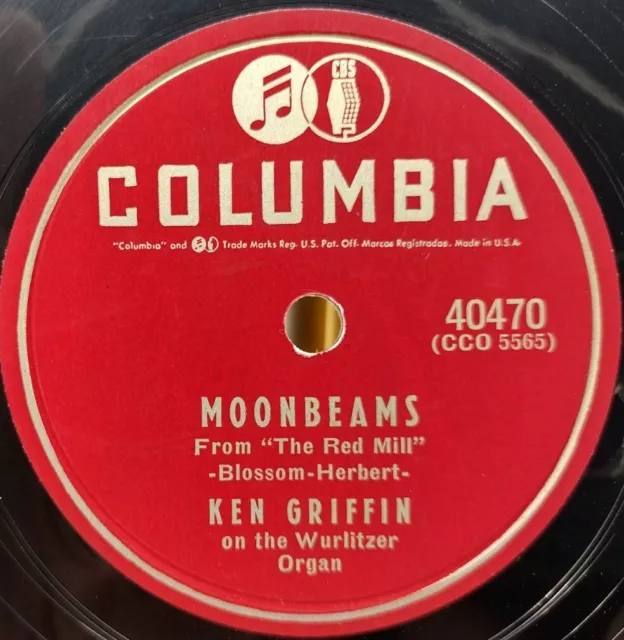 CBS
COLUMBIA
"Columbia" and Trade Marks Reg. U.S. Pat. Off. Marcas Registradas. Made in U.S.A.
40470
(CCO 5565)
MOONBEAMS
From "The Red Mill"
-Blossom-Herbert-
KEN GRIFFIN
on the Wurlitzer
Organ